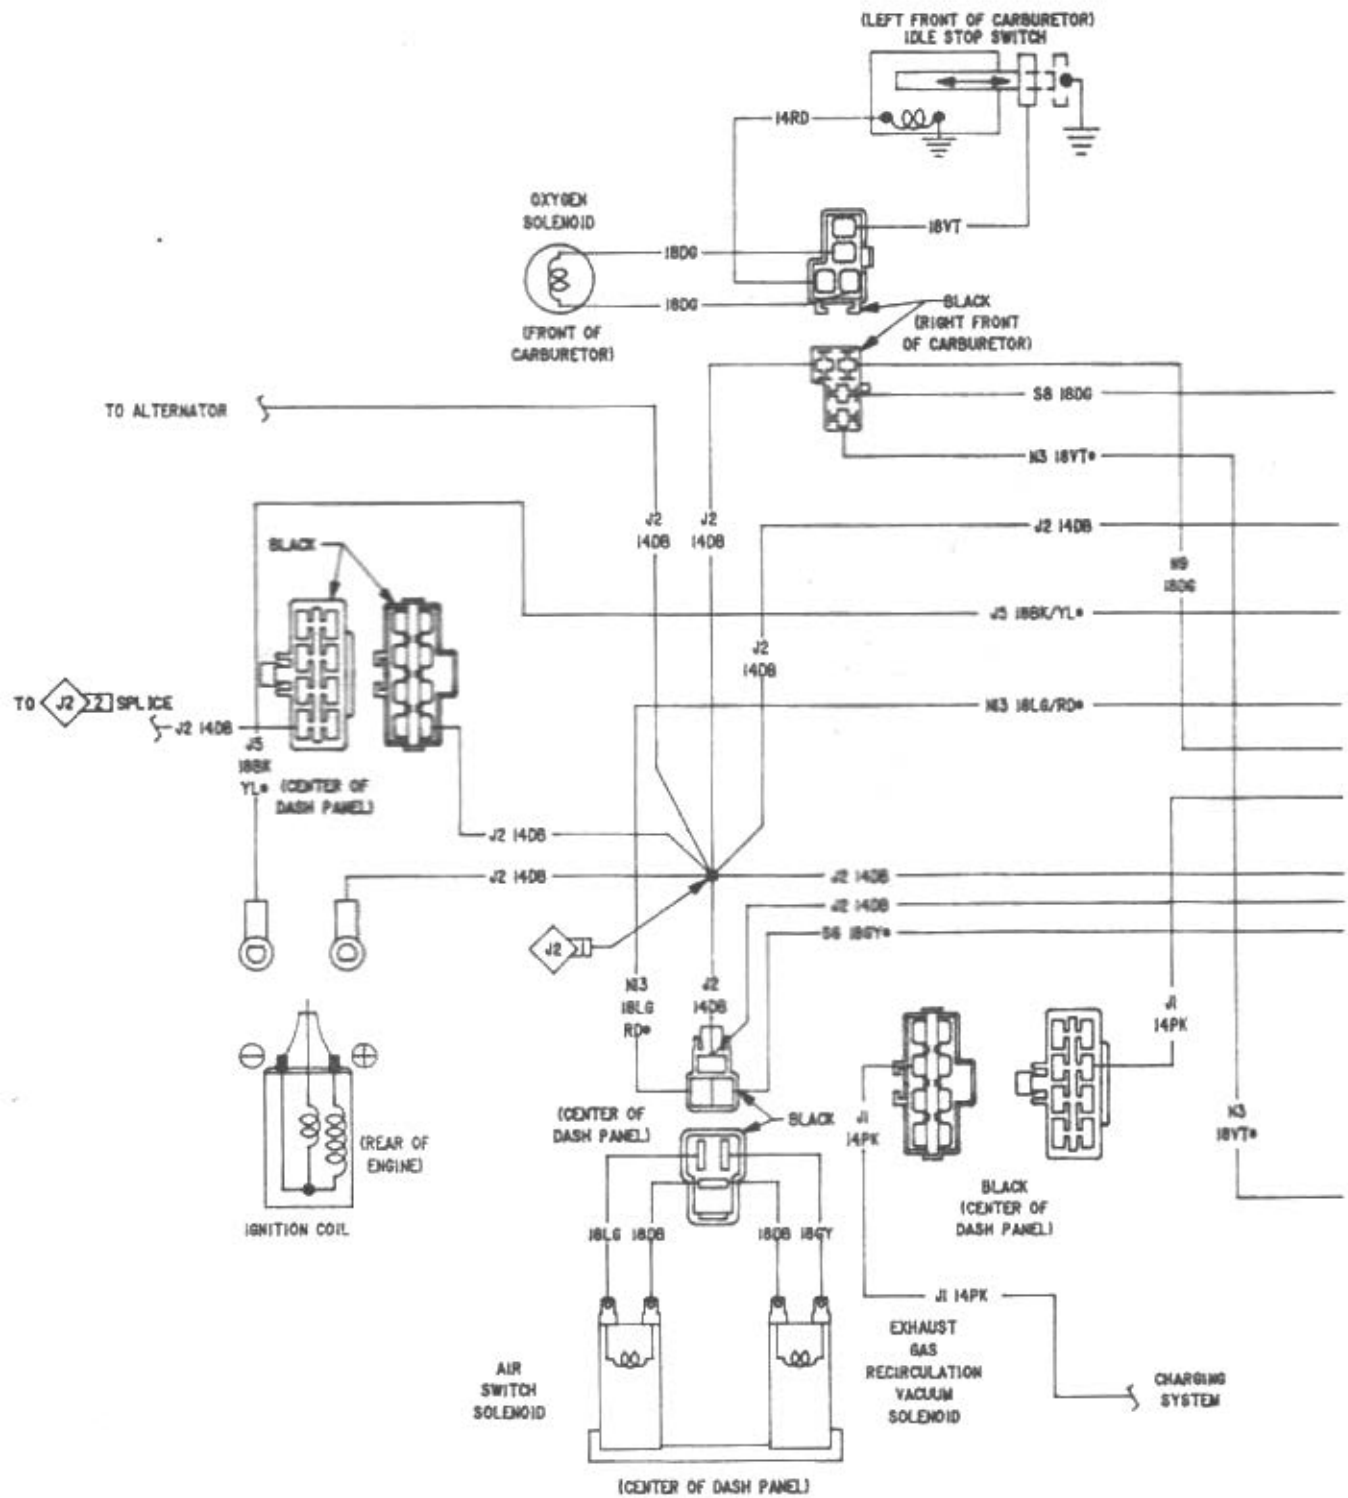 (LEFT FRONT OF CARBURETOR)
IDLE STOP SWITCH
14RD
OXYGEN
SOLENOID
18VT
18DG
18DG
BLACK
(RIGHT FRONT
OF CARBURETOR)
(FRONT OF
CARBURETOR)
TO ALTERNATOR
S8 18DG
N3 18VT*
J2
14DB
J2
14DB
J2 14DB
BLACK
N9
18DG
J5 18BK/YL*
J2
14DB
TO J2 2 SPLICE
J2 14DB
N13 18LG/RD*
J5
18BK
YL*
(CENTER OF
DASH PANEL)
J2 14DB
J2 14DB
J2 14DB
J2 14DB
S6 18GY*
J2 1
N13
18LG
RD*
J2
14DB
J1
14PK
- +
(CENTER OF
DASH PANEL)
BLACK
J1
14PK
N3
18VT*
(REAR OF
ENGINE)
IGNITION COIL
BLACK
(CENTER OF
DASH PANEL)
18LG 18DB 18DB 18GY
J1 14PK
EXHAUST
GAS
RECIRCULATION
VACUUM
SOLENOID
AIR
SWITCH
SOLENOID
CHARGING
SYSTEM
(CENTER OF DASH PANEL)